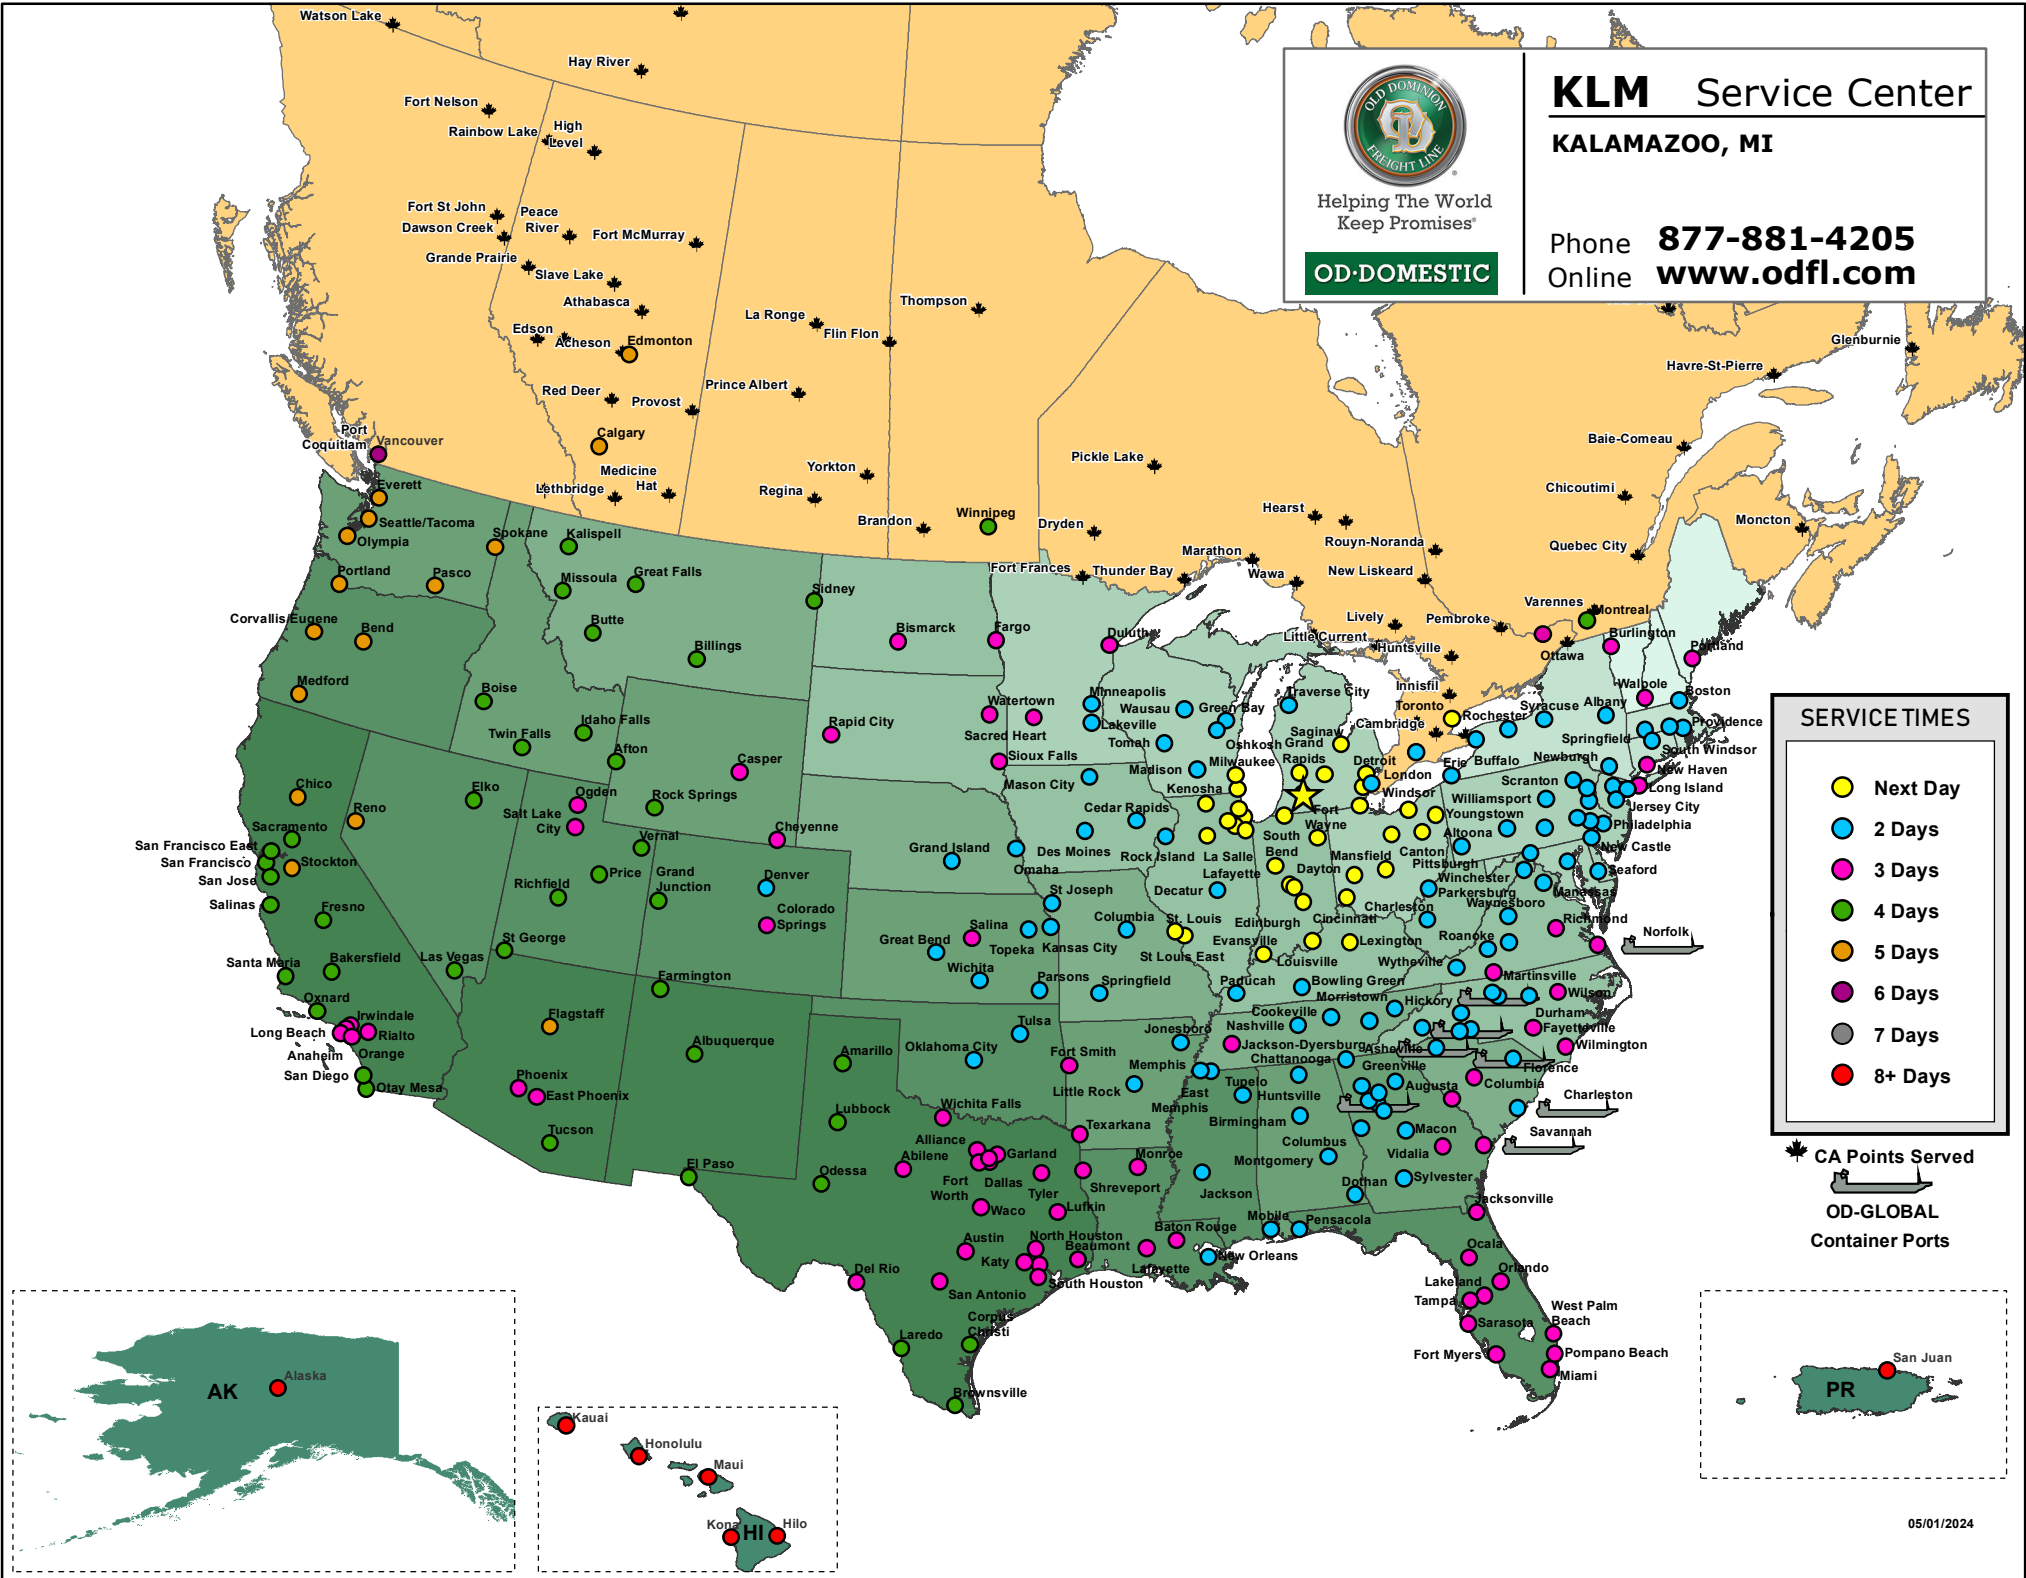 Watson Lake
Hay River
Fort Nelson
Rainbow Lake
High
Level
Fort St John
Dawson Creek
Peace
River
Fort McMurray
Grande Prairie
Slave Lake
Athabasca
Edson
Acheson
Edmonton
La Ronge
Flin Flon
Thompson
Red Deer
Provost
Prince Albert
Port
Coquitlam
Vancouver
Calgary
Medicine
Hat
Lethbridge
Yorkton
Regina
Brandon
Winnipeg
Dryden
Pickle Lake
Fort Frances
Thunder Bay
Marathon
Wawa
Hearst
Rouyn-Noranda
New Liskeard
Lively
Little Current
Pembroke
Huntsville
Innisfil
Toronto
Cambridge
Varennes
Montreal
Ottawa
Glenburnie
Havre-St-Pierre
Baie-Comeau
Chicoutimi
Quebec City
Moncton
OLD DOMINION
FREIGHT LINE
Helping The World
Keep Promises®
OD·DOMESTIC
KLM Service Center
KALAMAZOO, MI
Phone 877-881-4205
Online www.odfl.com
Everett
Seattle/Tacoma
Olympia
Spokane
Portland
Pasco
Corvallis/Eugene
Bend
Medford
Kalispell
Missoula
Great Falls
Butte
Billings
Sidney
Boise
Idaho Falls
Twin Falls
Afton
Bismarck
Fargo
Duluth
Rapid City
Watertown
Sacred Heart
Sioux Falls
Minneapolis
Lakeville
Wausau
Green Bay
Tomah
Oshkosh
Madison
Milwaukee
Kenosha
Traverse City
Saginaw
Grand
Rapids
Detroit
London
Windsor
Mason City
Cedar Rapids
Des Moines
Rock Island
La Salle
South
Bend
Fort
Wayne
Lafayette
Decatur
Chico
Reno
Sacramento
San Francisco East
San Francisco
Stockton
San Jose
Salinas
Fresno
Santa Maria
Bakersfield
Oxnard
Irwindale
Long Beach
Rialto
Anaheim
Orange
San Diego
Otay Mesa
Elko
Las Vegas
Ogden
Salt Lake
City
Rock Springs
Vernal
Price
Richfield
St George
Casper
Cheyenne
Grand
Junction
Denver
Colorado
Springs
Farmington
Flagstaff
Phoenix
East Phoenix
Tucson
Albuquerque
El Paso
Grand Island
Omaha
St Joseph
Salina
Topeka
Kansas City
Great Bend
Wichita
Parsons
Columbia
St. Louis
St Louis East
Springfield
Tulsa
Oklahoma City
Amarillo
Lubbock
Odessa
Wichita Falls
Alliance
Abilene
Garland
Fort
Worth
Dallas
Tyler
Waco
Lufkin
Austin
North Houston
Katy
Beaumont
South Houston
Del Rio
San Antonio
Corpus
Christi
Laredo
Brownsville
Fort Smith
Little Rock
Jonesboro
Texarkana
Monroe
Shreveport
Baton Rouge
Lafayette
New Orleans
Memphis
East
Memphis
Tupelo
Jackson
Huntsville
Birmingham
Montgomery
Mobile
Pensacola
Dothan
Columbus
Macon
Vidalia
Sylvester
Augusta
Savannah
Jackson-Dyersburg
Nashville
Chattanooga
Cookeville
Morristown
Paducah
Bowling Green
Louisville
Lexington
Evansville
Edinburgh
Cincinnati
Dayton
Mansfield
Canton
Youngstown
Charleston
Parkersburg
Pittsburgh
Altoona
Winchester
Erie
Buffalo
Rochester
Syracuse
Albany
Burlington
Portland
Walpole
Boston
Providence
Springfield
South Windsor
New Haven
Long Island
Newburgh
Scranton
Williamsport
Jersey City
Philadelphia
New Castle
Seaford
Manassas
Waynesboro
Richmond
Norfolk
Roanoke
Wytheville
Martinsville
Wilson
Hickory
Durham
Fayetteville
Wilmington
Asheville
Greenville
Florence
Columbia
Charleston
Jacksonville
Ocala
Orlando
Lakeland
Tampa
Sarasota
West Palm
Beach
Fort Myers
Pompano Beach
Miami
SERVICE TIMES
Next Day
2 Days
3 Days
4 Days
5 Days
6 Days
7 Days
8+ Days
CA Points Served
OD-GLOBAL
Container Ports
AK
Alaska
Kauai
Honolulu
Maui
Kona
HI
Hilo
PR
San Juan
05/01/2024